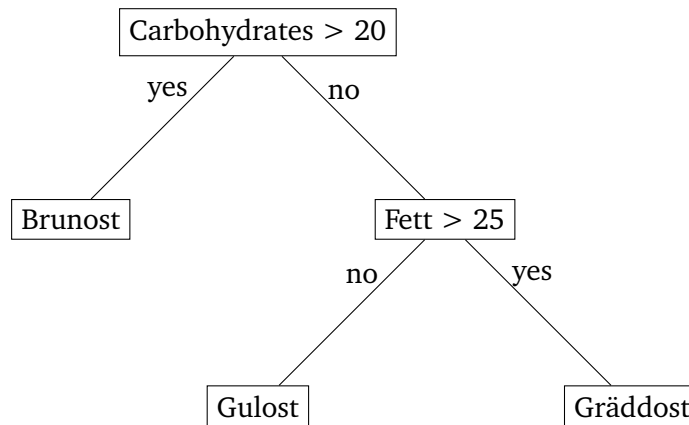 Carbohydrates > 20
yes
no
Brunost
Fett > 25
no
yes
Gulost
Gräddost